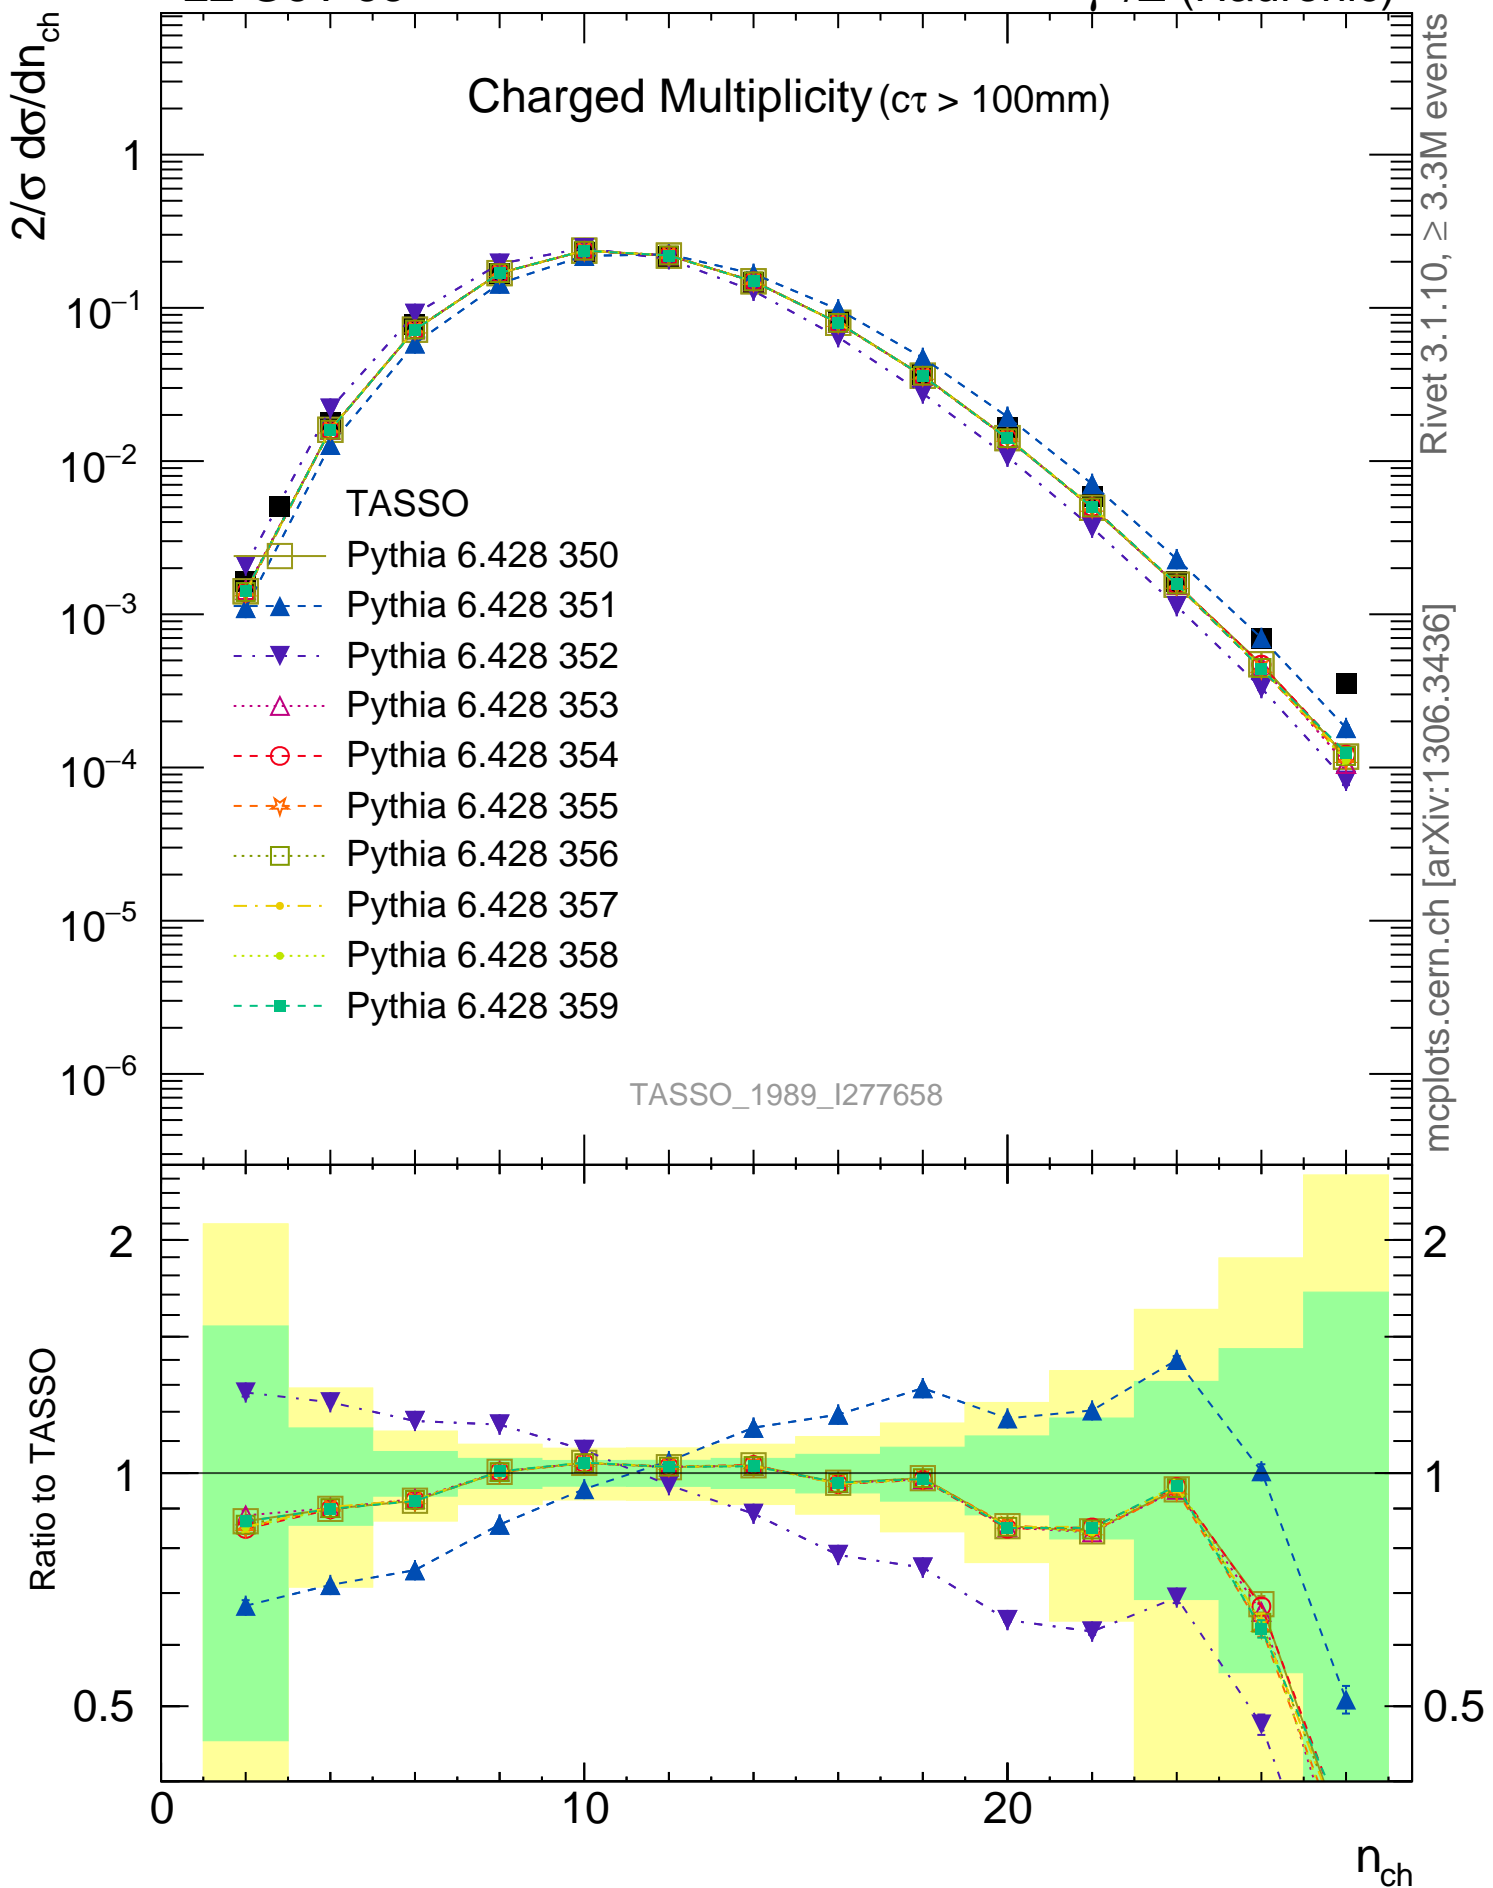 2/σ dσ/dn_ch
Charged Multiplicity (cτ > 100mm)
1
10⁻¹
10⁻²
10⁻³
10⁻⁴
10⁻⁵
10⁻⁶
TASSO
Pythia 6.428 350
Pythia 6.428 351
Pythia 6.428 352
Pythia 6.428 353
Pythia 6.428 354
Pythia 6.428 355
Pythia 6.428 356
Pythia 6.428 357
Pythia 6.428 358
Pythia 6.428 359
TASSO_1989_I277658
Rivet 3.1.10, ≥ 3.3M events
mcplots.cern.ch [arXiv:1306.3436]
Ratio to TASSO
2
1
0.5
2
1
0.5
0
10
20
n_ch